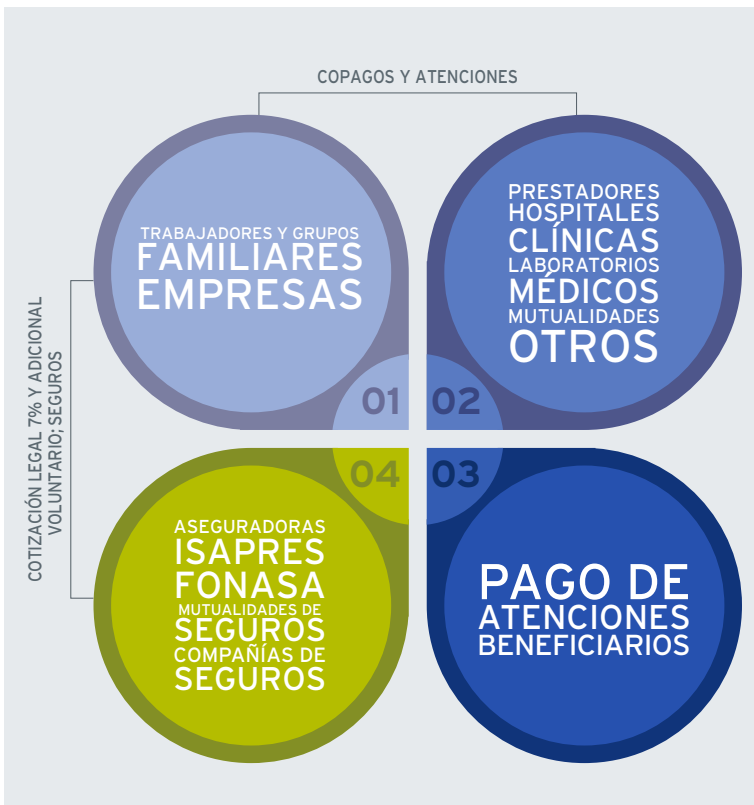 COPAGOS Y ATENCIONES
TRABAJADORES Y GRUPOS
FAMILIARES
EMPRESAS
01
PRESTADORES
HOSPITALES
CLÍNICAS
LABORATORIOS
MÉDICOS
MUTUALIDADES
OTROS
02
COTIZACIÓN LEGAL 7% Y ADICIONAL
VOLUNTARIO; SEGUROS
04
ASEGURADORAS
ISAPRES
FONASA
MUTUALIDADES DE
SEGUROS
COMPAÑÍAS DE
SEGUROS
03
PAGO DE
ATENCIONES
BENEFICIARIOS